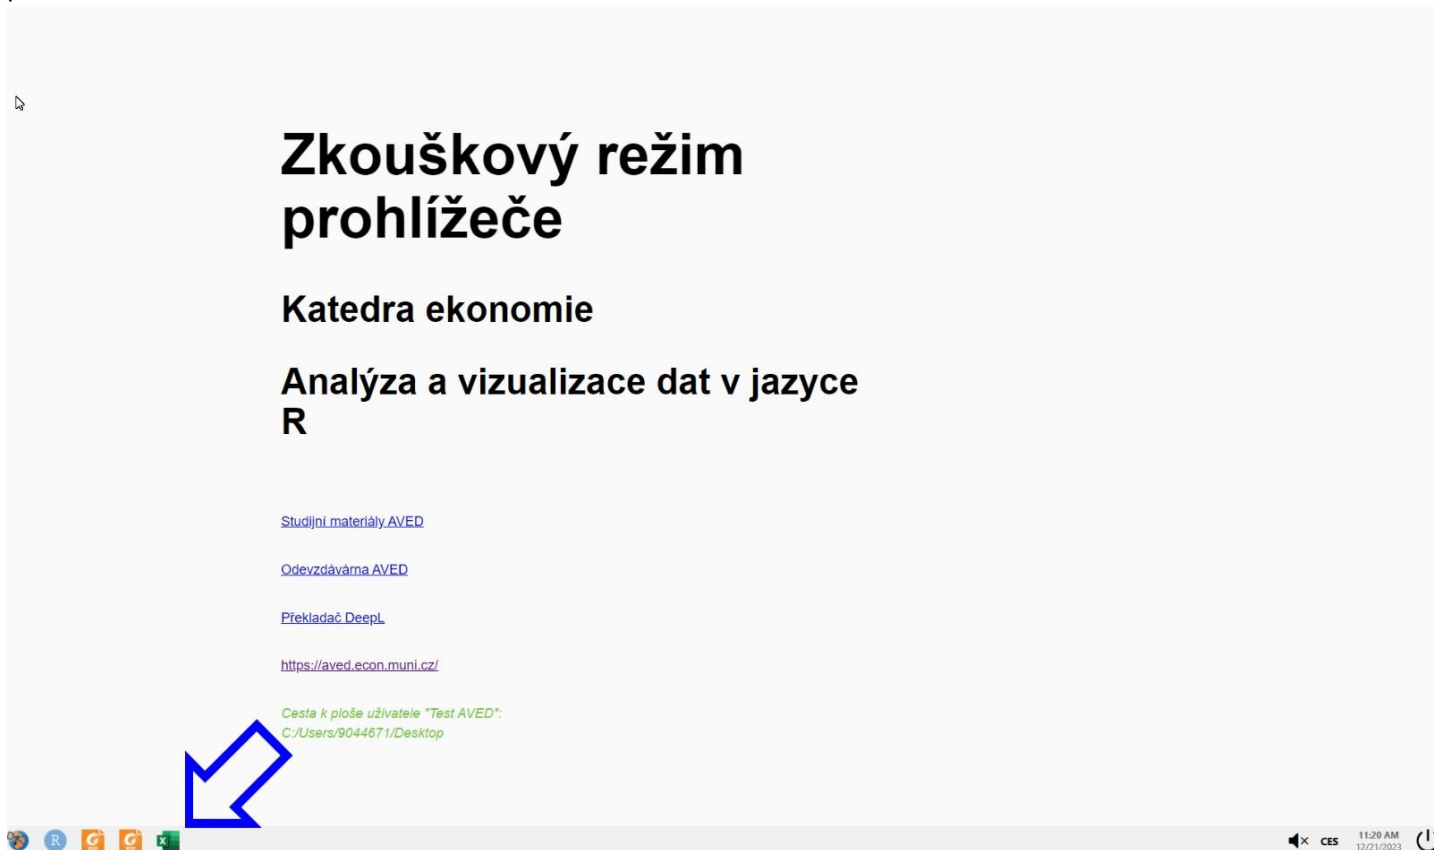 Zkouškový režim
prohlížeče
Katedra ekonomie
Analýza a vizualizace dat v jazyce
R
Studijní materiály AVED
Odevzdávárna AVED
Překladač DeepL
https://aved.econ.muni.cz/
Cesta k ploše uživatele "Test AVED":
C:/Users/9044671/Desktop
R
CES
11:20 AM
12/21/2023